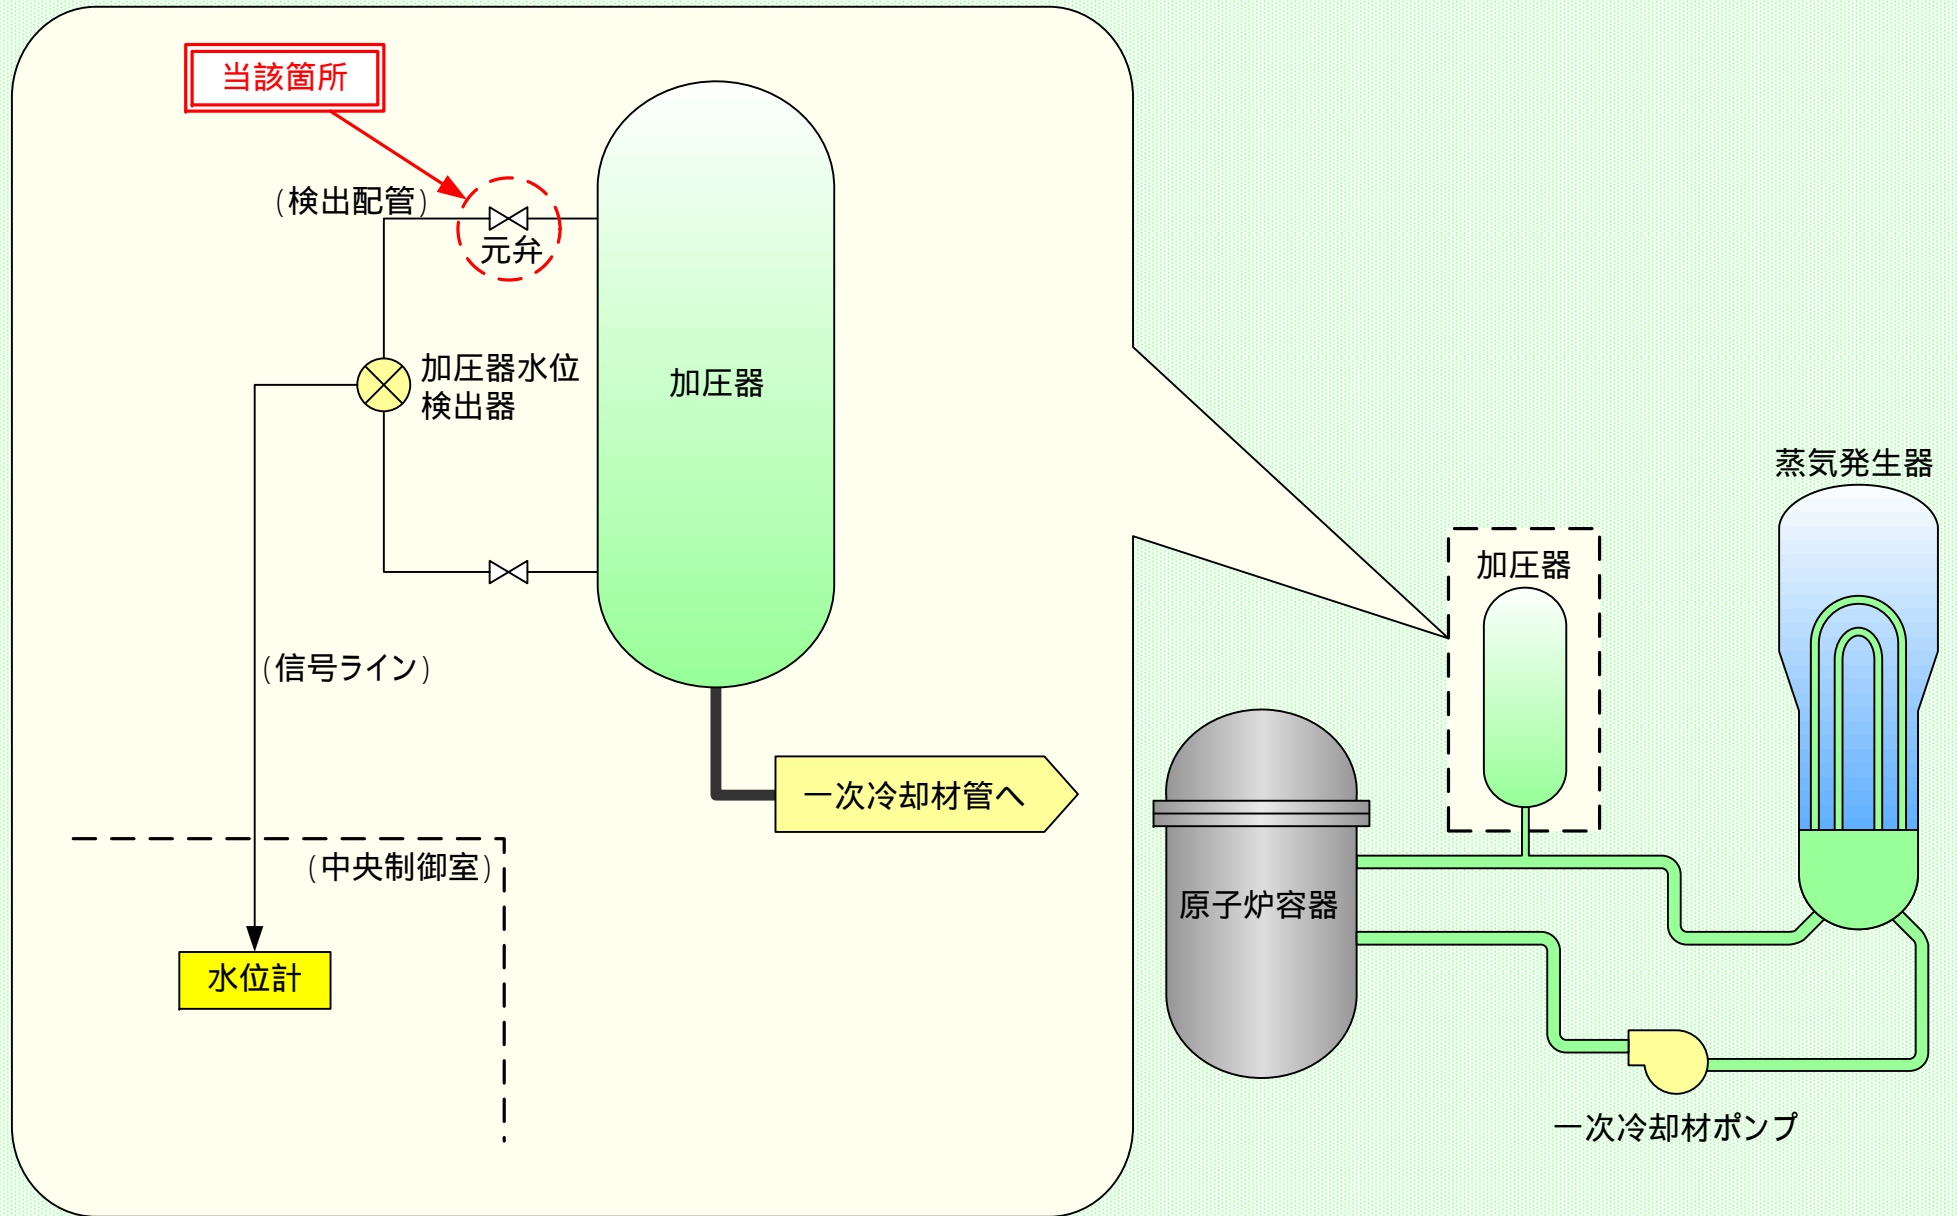 当該箇所
(検出配管)
元弁
加圧器水位
検出器
加圧器
(信号ライン)
一次冷却材管へ
(中央制御室)
水位計
蒸気発生器
加圧器
原子炉容器
一次冷却材ポンプ